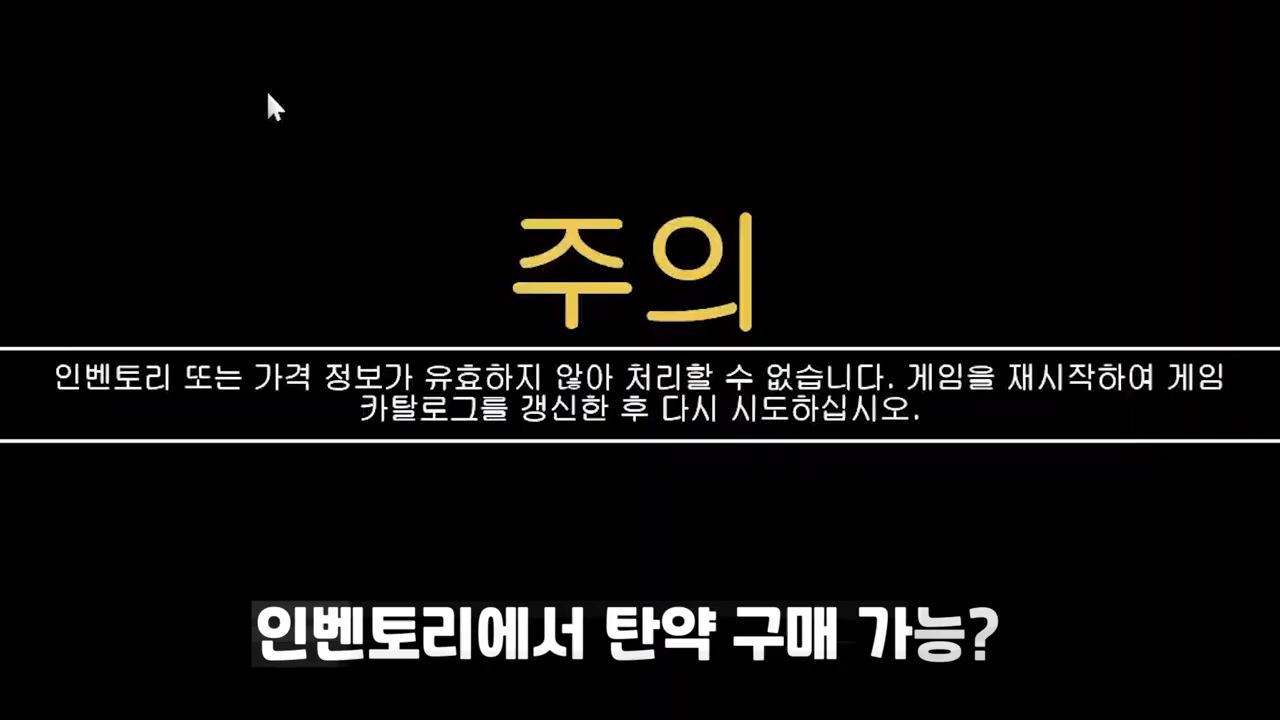 주의
인벤토리 또는 가격 정보가 유효하지 않아 처리할 수 없습니다. 게임을 재시작하여 게임
카탈로그를 갱신한 후 다시 시도하십시오.
인벤토리에서 탄약 구매 가능?